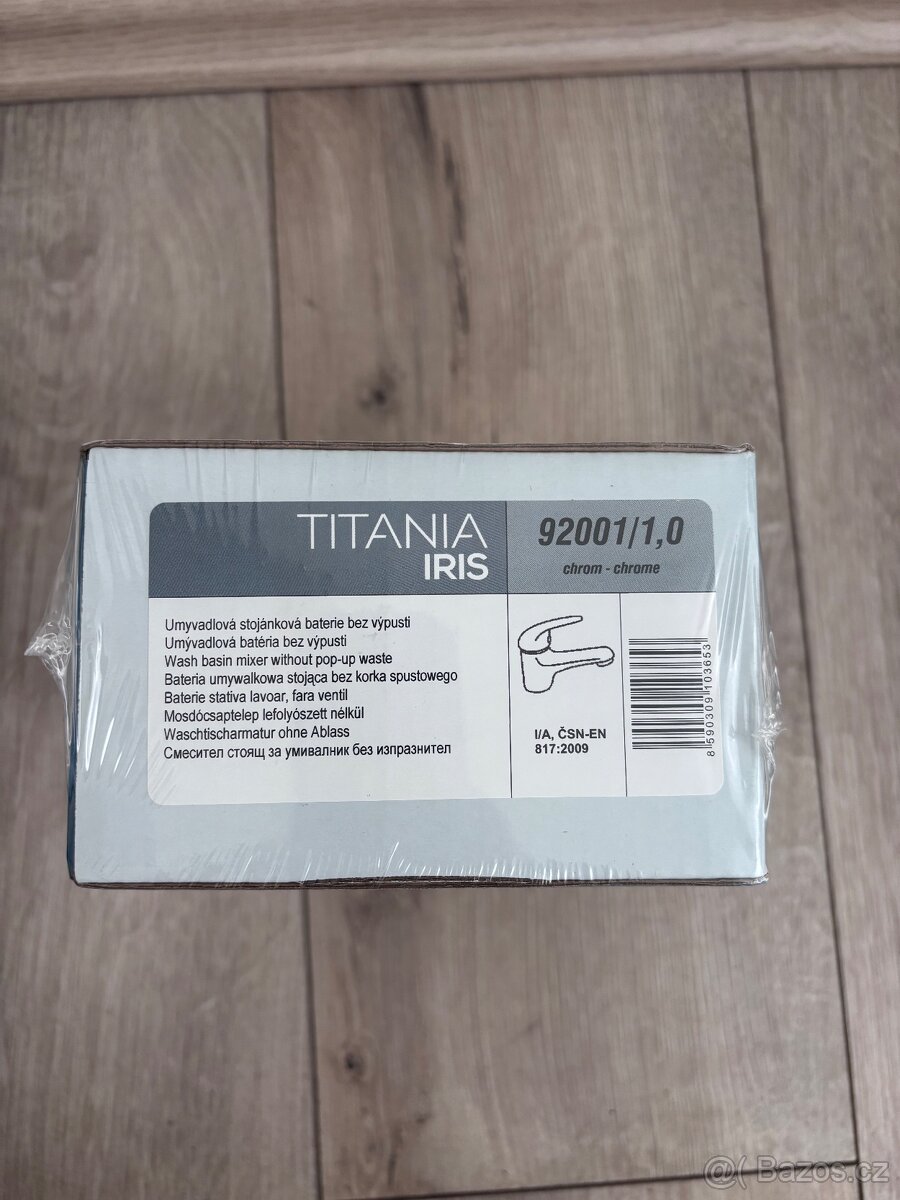 TITANIA
IRIS
92001/1,0
chrom - chrome
Umyvadlová stojánková baterie bez výpusti
Umývadlová batéria bez výpusti
Wash basin mixer without pop-up waste
Bateria umywalkowa stojąca bez korka spustowego
Baterie stativa lavoar, fara ventil
Mosdócsaptelep lefolyószett nélkül
Waschtischarmatur ohne Ablass
Смесител стоящ за умивалник без изпразнител
I/A, ČSN-EN
817:2009
8 590309 103653
@( Bazos.cz